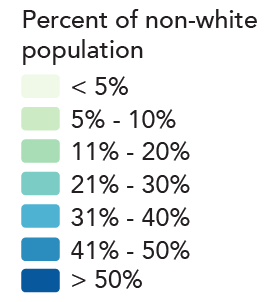 Percent of non-white
population
< 5%
5% - 10%
11% - 20%
21% - 30%
31% - 40%
41% - 50%
> 50%